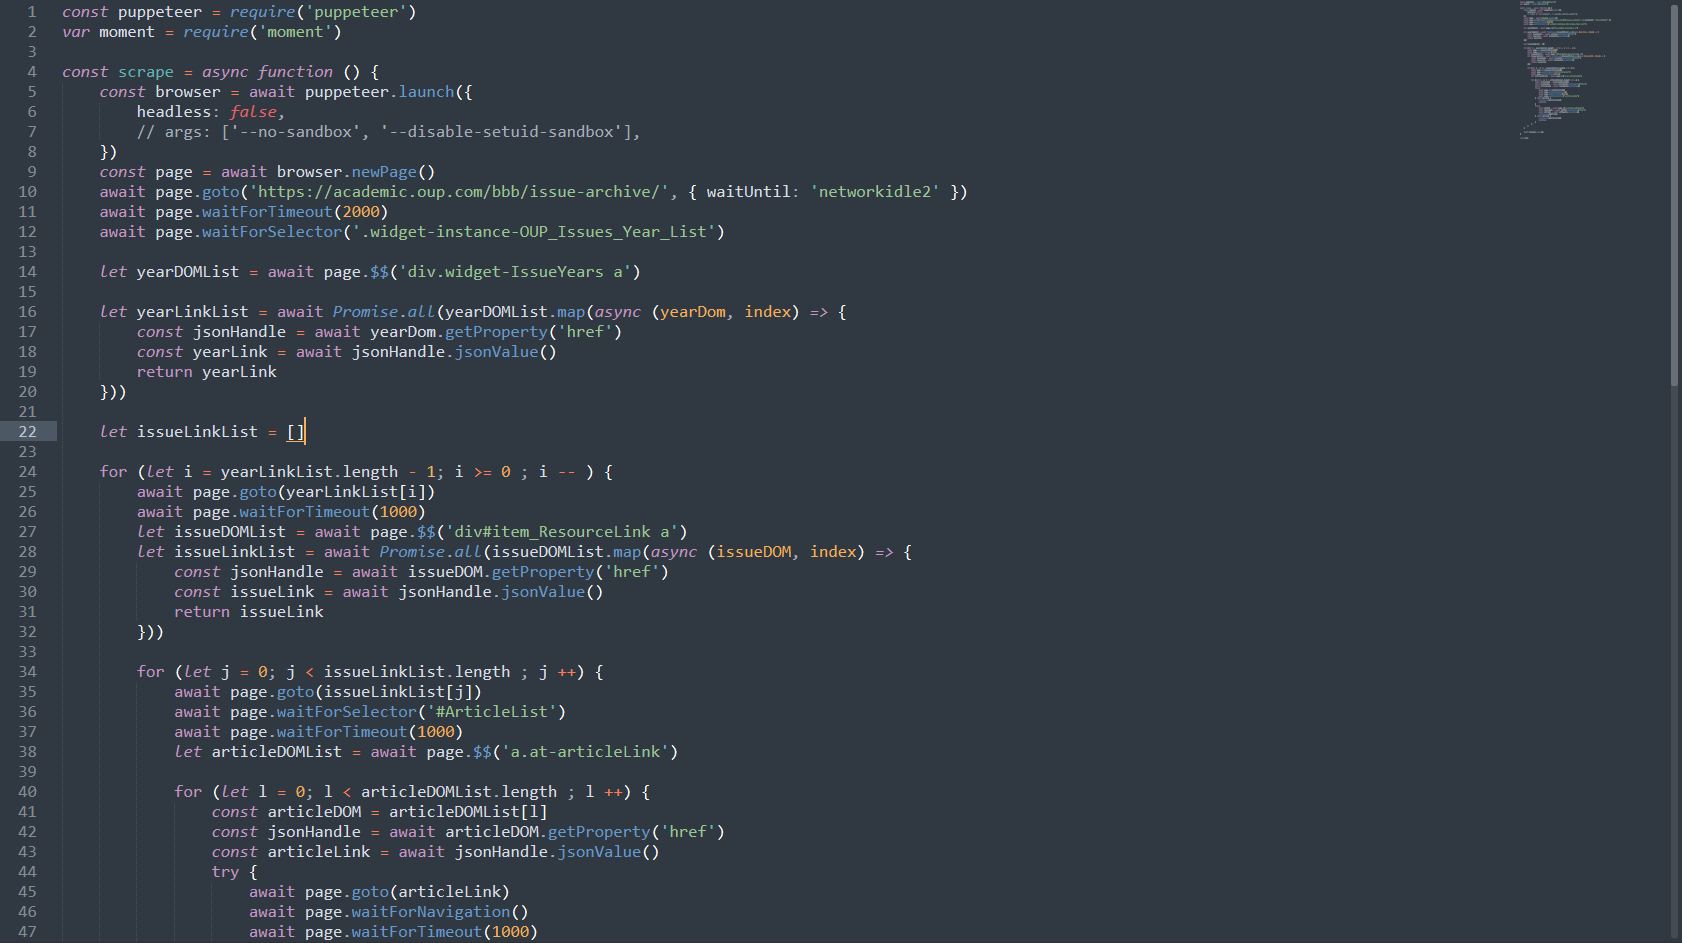 1 const puppeteer = require('puppeteer')
2 var moment = require('moment')
3
4 const scrape = async function () {
5 const browser = await puppeteer.launch({
6 headless: false,
7 // args: ['--no-sandbox', '--disable-setuid-sandbox'],
8 })
9 const page = await browser.newPage()
10 await page.goto('https://academic.oup.com/bbb/issue-archive/', { waitUntil: 'networkidle2' })
11 await page.waitForTimeout(2000)
12 await page.waitForSelector('.widget-instance-OUP_Issues_Year_List')
13
14 let yearDOMList = await page.$$('div.widget-IssueYears a')
15
16 let yearLinkList = await Promise.all(yearDOMList.map(async (yearDom, index) => {
17 const jsonHandle = await yearDom.getProperty('href')
18 const yearLink = await jsonHandle.jsonValue()
19 return yearLink
20 }))
21
22 let issueLinkList = []
23
24 for (let i = yearLinkList.length - 1; i >= 0 ; i -- ) {
25 await page.goto(yearLinkList[i])
26 await page.waitForTimeout(1000)
27 let issueDOMList = await page.$$('div#item_ResourceLink a')
28 let issueLinkList = await Promise.all(issueDOMList.map(async (issueDOM, index) => {
29 const jsonHandle = await issueDOM.getProperty('href')
30 const issueLink = await jsonHandle.jsonValue()
31 return issueLink
32 }))
33
34 for (let j = 0; j < issueLinkList.length ; j ++) {
35 await page.goto(issueLinkList[j])
36 await page.waitForSelector('#ArticleList')
37 await page.waitForTimeout(1000)
38 let articleDOMList = await page.$$('a.at-articleLink')
39
40 for (let l = 0; l < articleDOMList.length ; l ++) {
41 const articleDOM = articleDOMList[l]
42 const jsonHandle = await articleDOM.getProperty('href')
43 const articleLink = await jsonHandle.jsonValue()
44 try {
45 await page.goto(articleLink)
46 await page.waitForNavigation()
47 await page.waitForTimeout(1000)